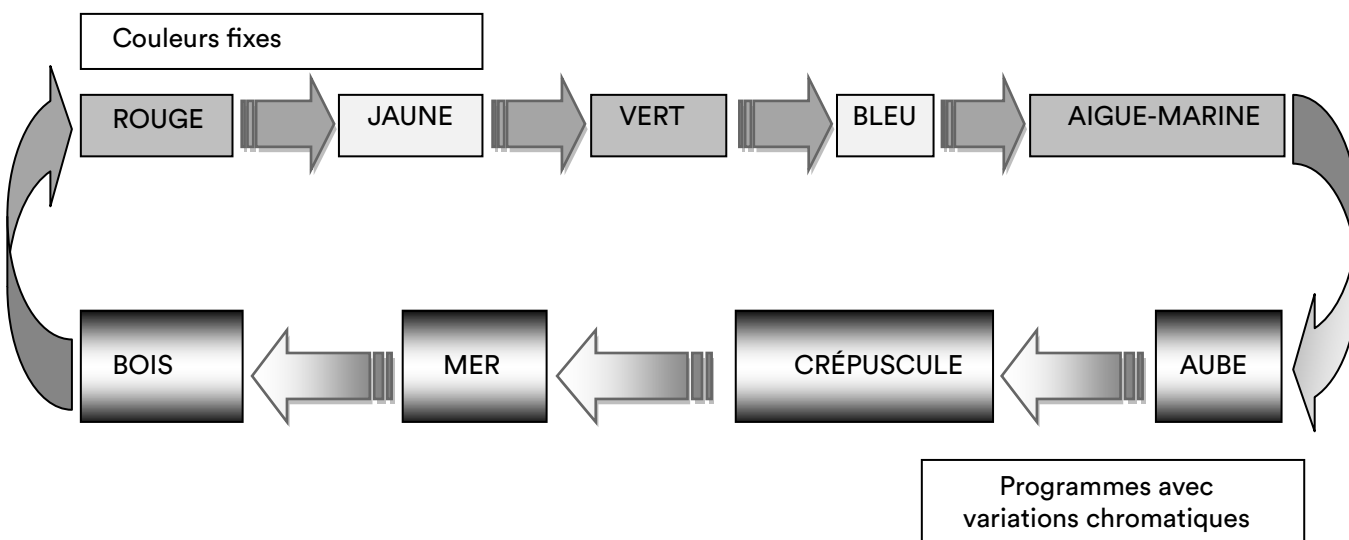 Couleurs fixes
ROUGE
JAUNE
VERT
BLEU
AIGUE-MARINE
BOIS
MER
CRÉPUSCULE
AUBE
Programmes avec
variations chromatiques